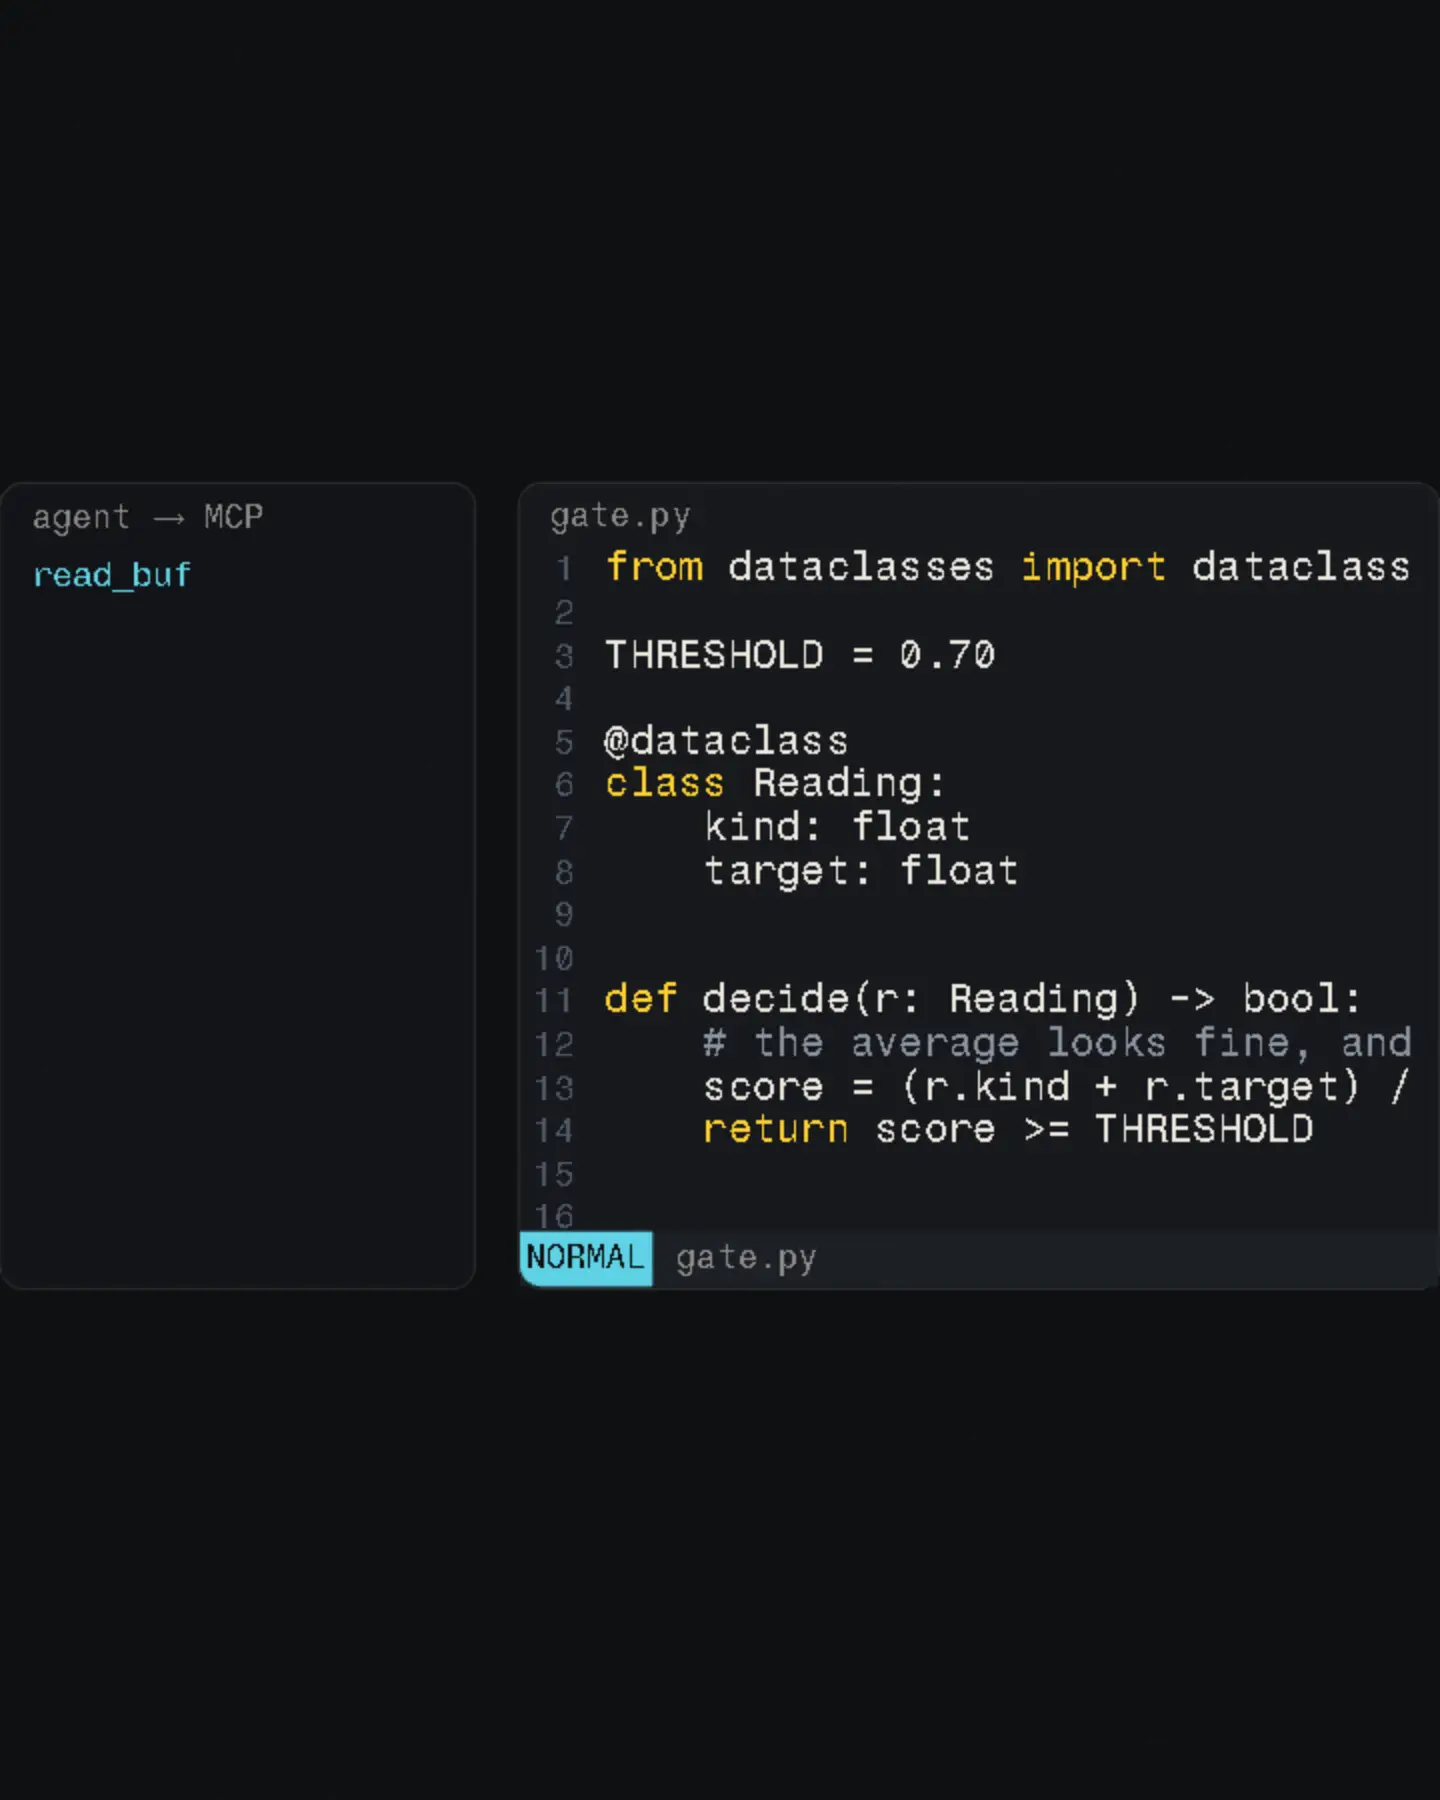 agent → MCP
read_buf
gate.py
1 from dataclasses import dataclass
2
3 THRESHOLD = 0.70
4
5 @dataclass
6 class Reading:
7     kind: float
8     target: float
9
10
11 def decide(r: Reading) -> bool:
12     # the average looks fine, and
13     score = (r.kind + r.target) /
14     return score >= THRESHOLD
15
16
NORMAL gate.py